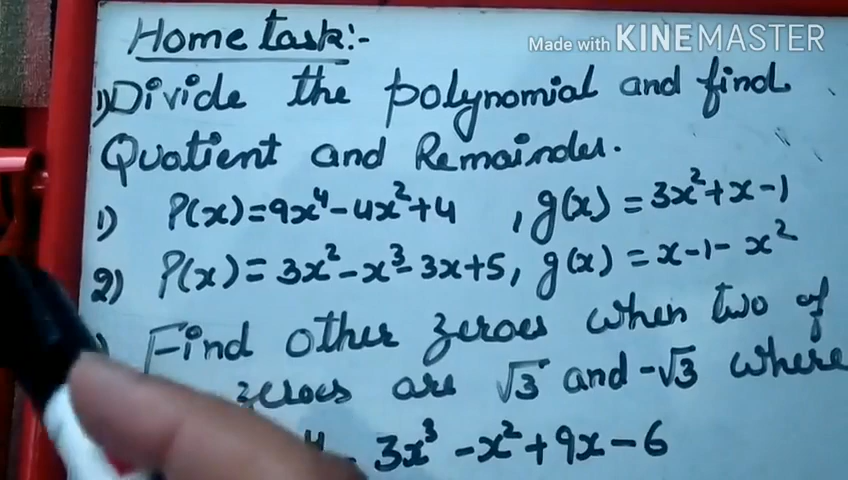 Home task:-
Made with KINEMASTER
1) Divide the polynomial and find
Quotient and Remainder.
1) P(x)=9x⁴-4x²+4 , g(x) = 3x²+x-1
2) P(x) = 3x²-x³-3x+5, g(x) = x-1-x²
Find other zeroes when two of
zeroes are √3 and -√3 where
3x³ -x²+9x-6